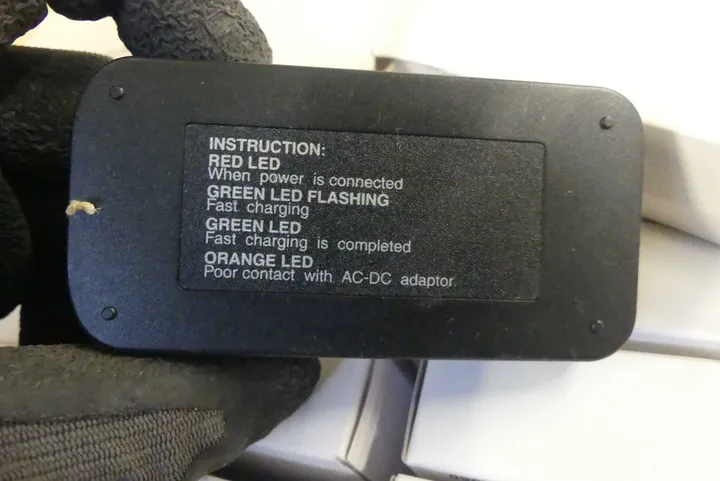 INSTRUCTION:
RED LED
When power is connected
GREEN LED FLASHING
Fast charging
GREEN LED
Fast charging is completed
ORANGE LED
Poor contact with AC-DC adaptor